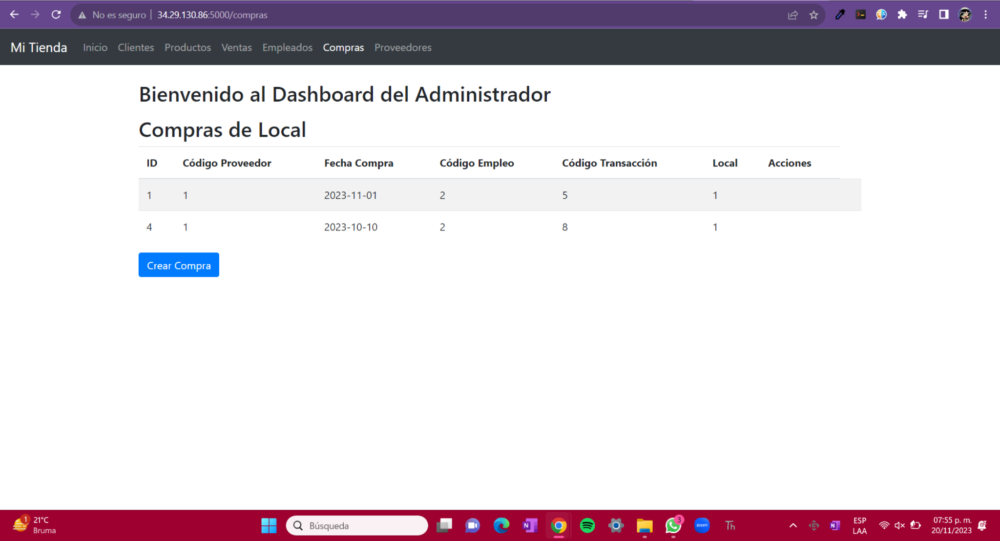 No es seguro 34.29.130.86:5000/compras
Mi Tienda Inicio Clientes Productos Ventas Empleados Compras Proveedores
Bienvenido al Dashboard del Administrador
Compras de Local
ID Código Proveedor Fecha Compra Código Empleo Código Transacción Local Acciones
1 1 2023-11-01 2 5 1
4 1 2023-10-10 2 8 1
Crear Compra
1 21°C
Bruma
Búsqueda
N
3
zoom
Th
N
ESP
LAA
07:55 p. m.
20/11/2023